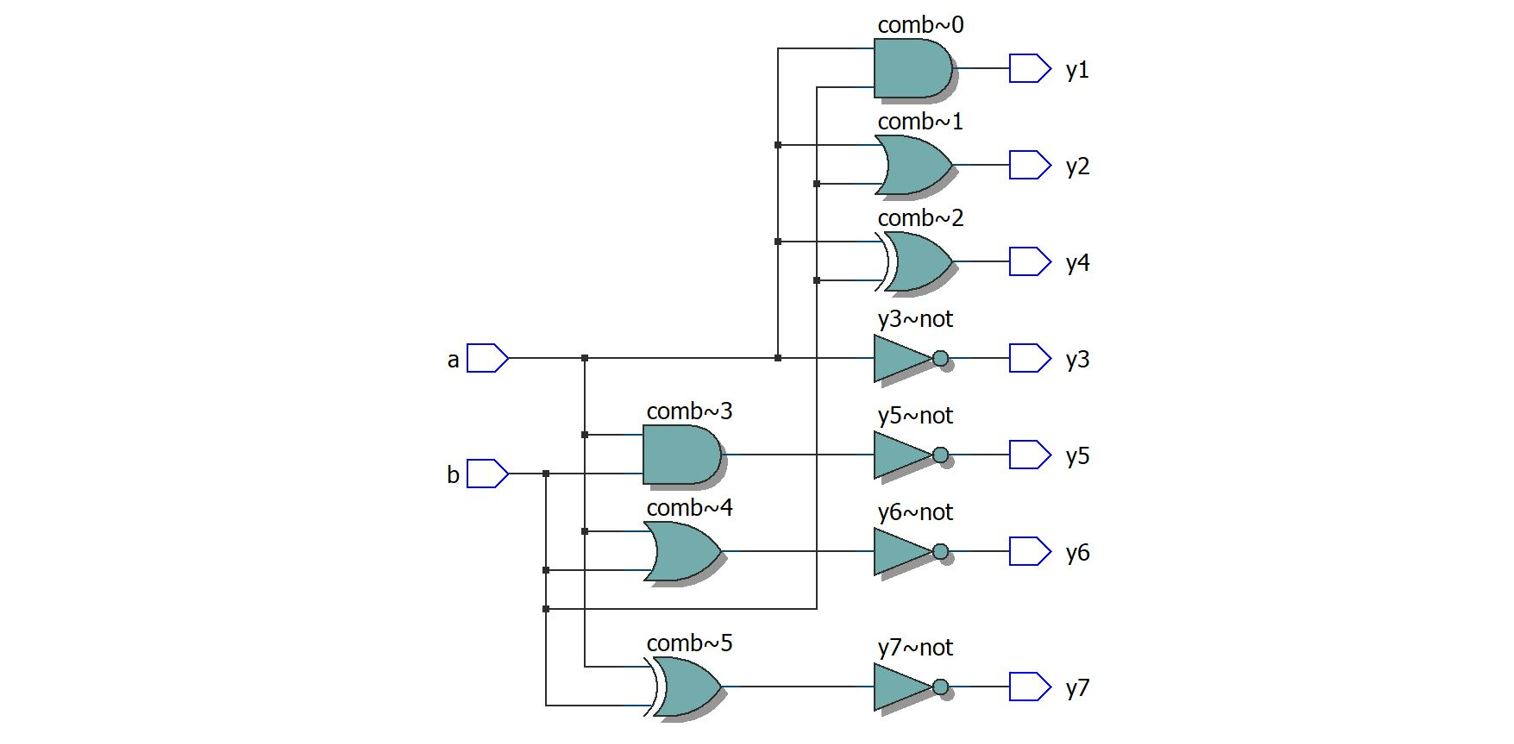 comb~0
y1
comb~1
y2
comb~2
y4
y3~not
a
y3
comb~3
y5~not
b
y5
comb~4
y6~not
y6
comb~5
y7~not
y7